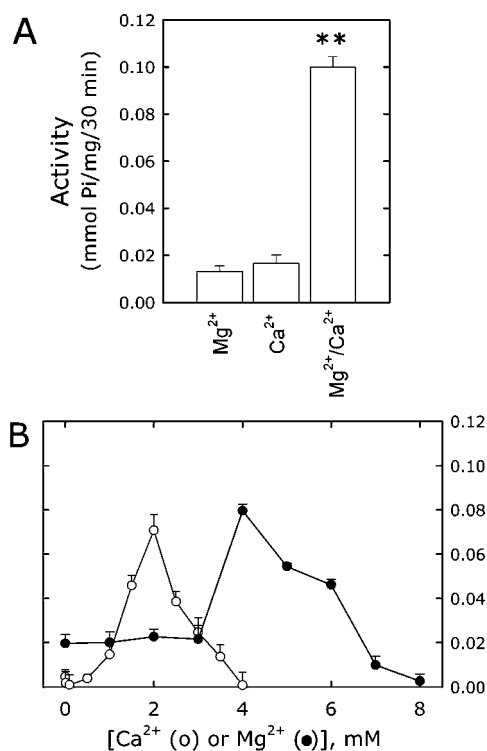 A
**
Activity
(mmol Pi/mg/30 min)
0.12
0.10
0.08
0.06
0.04
0.02
0.00
Mg²⁺
Ca²⁺
Mg²⁺/Ca²⁺
B
0.12
0.10
0.08
0.06
0.04
0.02
0.00
0 2 4 6 8
[Ca²⁺ (o) or Mg²⁺ (●)], mM